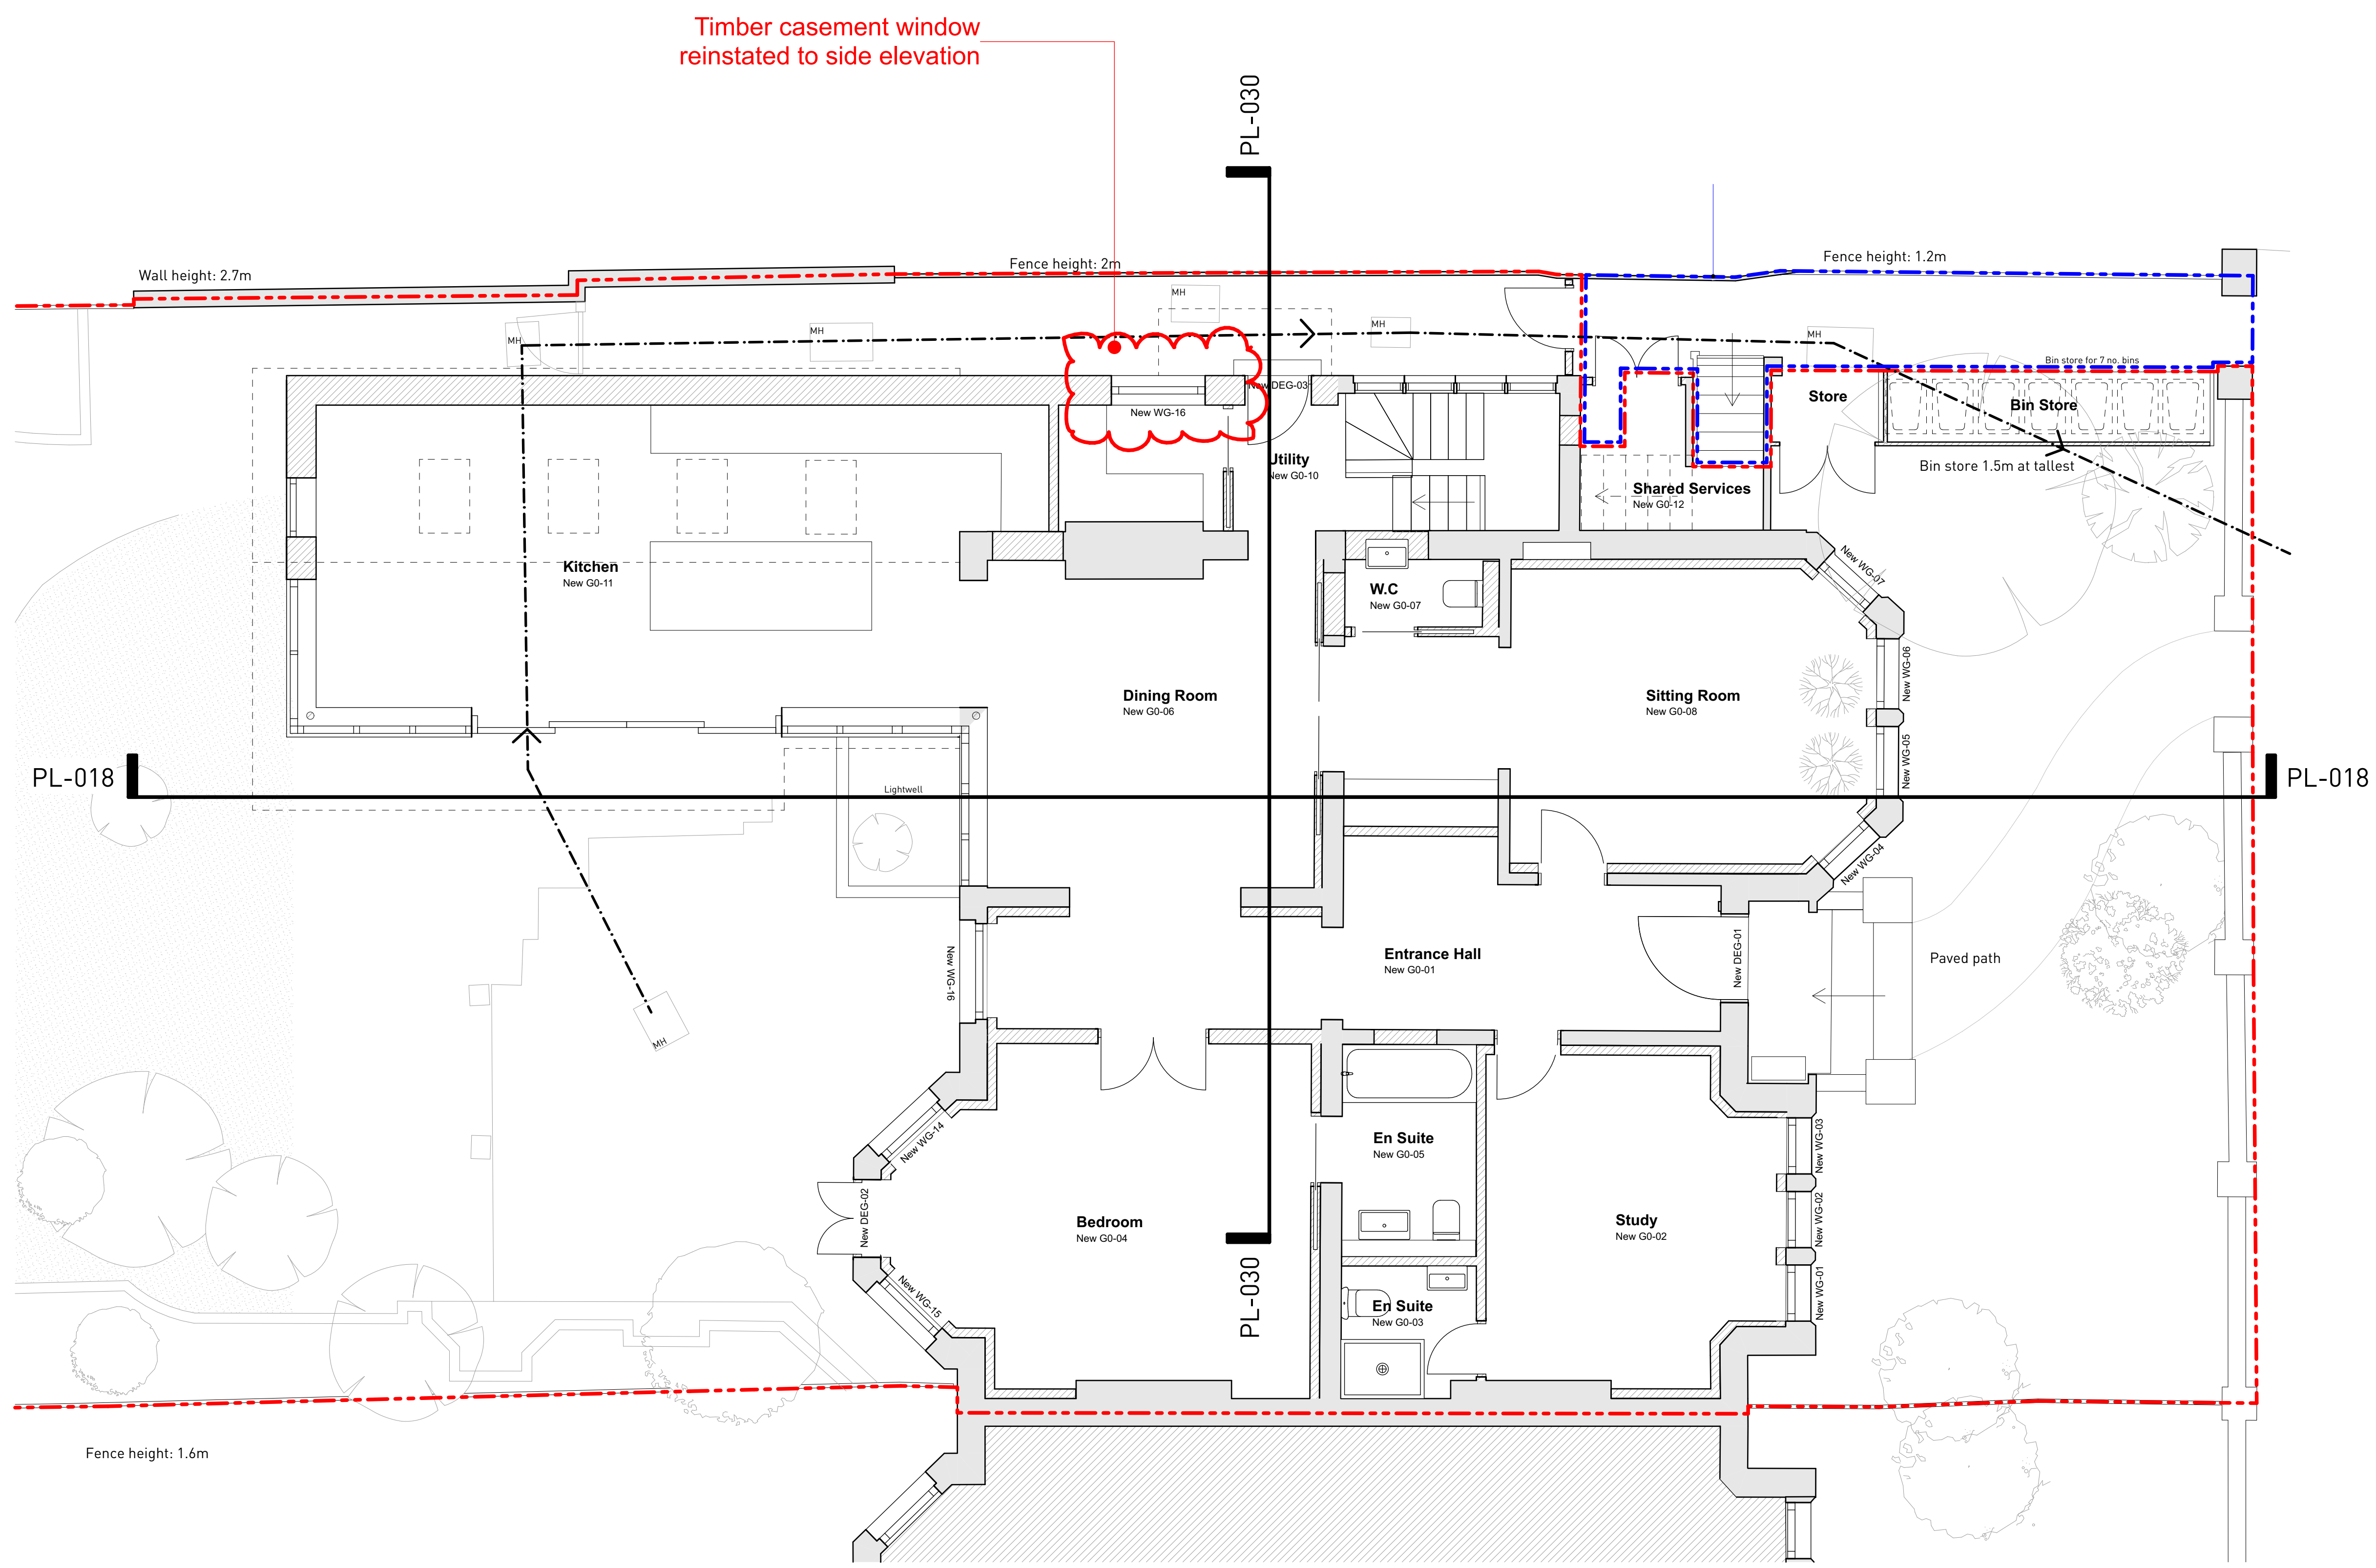 Timber casement window
reinstated to side elevation
PL-030
Wall height: 2.7m
Fence height: 2m
Fence height: 1.2m
MH
MH
MH
MH
MH
Bin store for 7 no. bins
New DEG-03
New WG-16
Store
Bin Store
Utility
New G0-10
Bin store 1.5m at tallest
Shared Services
New G0-12
Kitchen
New G0-11
W.C
New G0-07
New WG-07
New WG-06
Dining Room
New G0-06
Sitting Room
New G0-08
New WG-05
PL-018
PL-018
Lightwell
New WG-04
New WG-16
Entrance Hall
New G0-01
New DEG-01
Paved path
MH
New WG-14
En Suite
New G0-05
New WG-03
New DEG-02
Bedroom
New G0-04
Study
New G0-02
New WG-02
New WG-15
En Suite
New G0-03
New WG-01
PL-030
Fence height: 1.6m